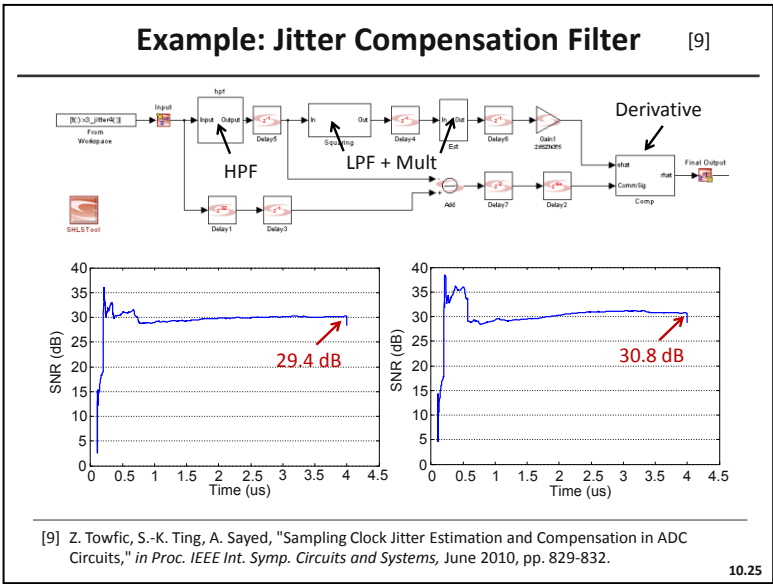 Example: Jitter Compensation Filter [9]
hpf
Input
[t(:) x3_jitter4(:)]
From
Workspace
Input Output
Delay5
In Out
Squaring
Delay4
In Out
Est
Delay6
Gain1
Derivative
HPF
LPF + Mult
ehat
CommSig
rhat
Comp
Final Output
Add
Delay7
Delay2
SHLSTool
Delay1
Delay3
40
35
30
25
20
15
10
5
0
SNR (dB)
29.4 dB
0 0.5 1 1.5 2 2.5 3 3.5 4 4.5
Time (us)
40
35
30
25
20
15
10
5
0
SNR (dB)
30.8 dB
0 0.5 1 1.5 2 2.5 3 3.5 4 4.5
Time (us)
[9] Z. Towfic, S.-K. Ting, A. Sayed, "Sampling Clock Jitter Estimation and Compensation in ADC
Circuits," in Proc. IEEE Int. Symp. Circuits and Systems, June 2010, pp. 829-832.
10.25